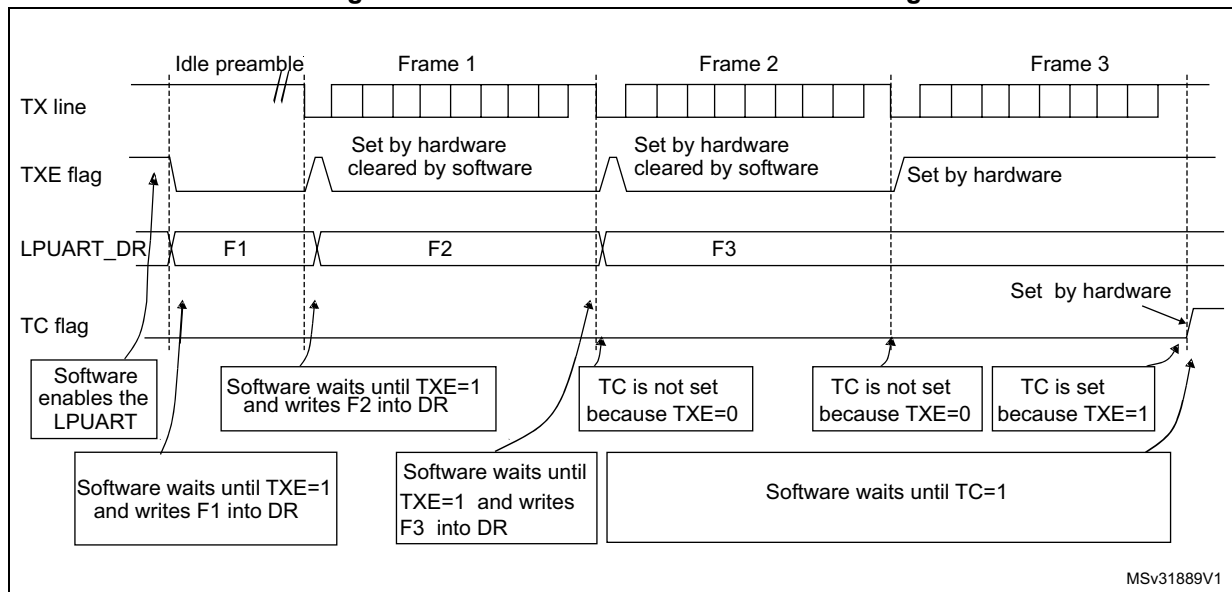 Idle preamble Frame 1 Frame 2 Frame 3
TX line
Set by hardware
cleared by software
Set by hardware
cleared by software
TXE flag
Set by hardware
LPUART_DR F1 F2 F3
Set by hardware
TC flag
Software
enables the
LPUART
Software waits until TXE=1
and writes F2 into DR
TC is not set
because TXE=0
TC is not set
because TXE=0
TC is set
because TXE=1
Software waits until TXE=1
and writes F1 into DR
Software waits until
TXE=1 and writes
F3 into DR
Software waits until TC=1
MSv31889V1